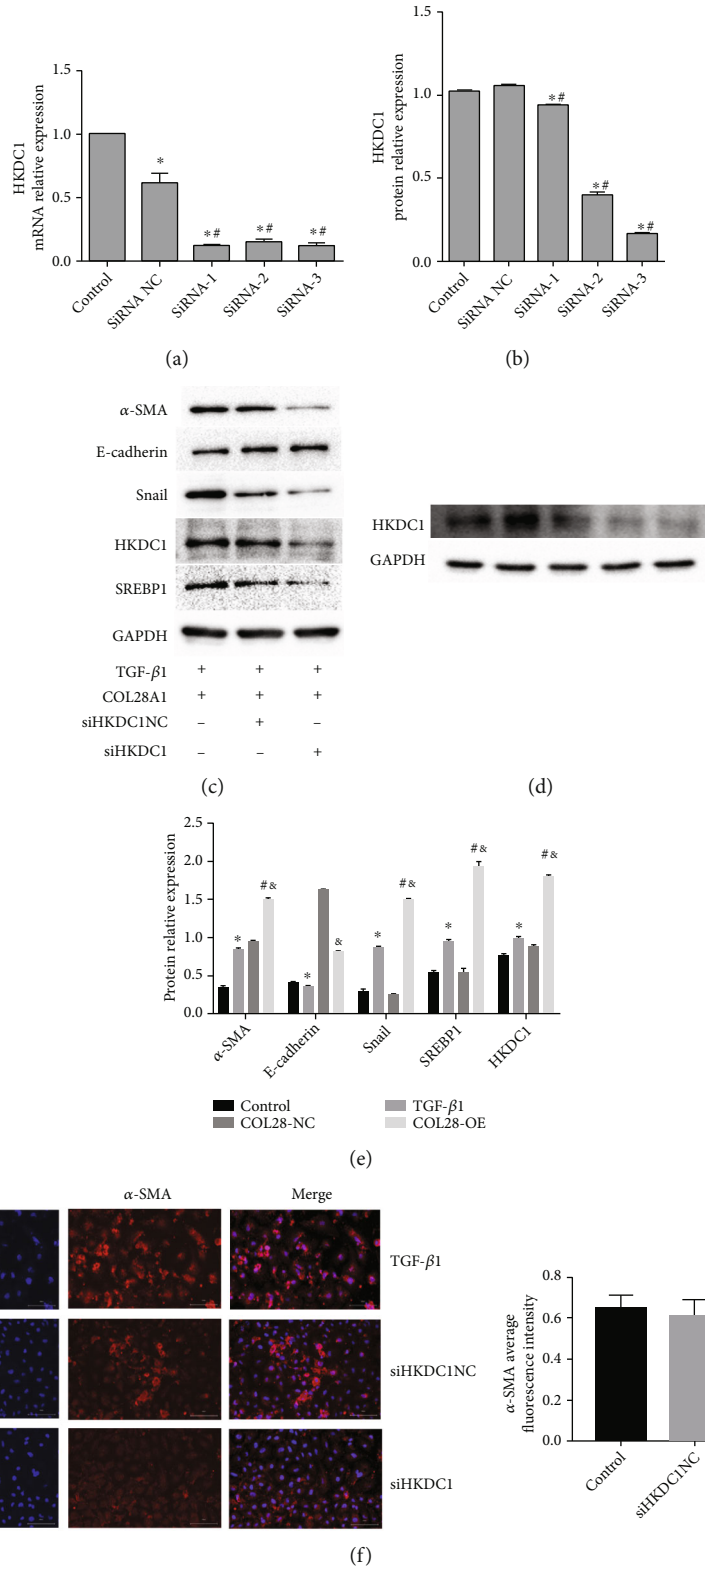 HKDC1
mRNA relative expression
1.5
1.0
0.5
0.0
*
*#
*#
*#
Control
SiRNA NC
SiRNA-1
SiRNA-2
SiRNA-3
(a)
HKDC1
protein relative expression
1.5
1.0
0.5
0.0
*#
*#
*#
Control
SiRNA NC
SiRNA-1
SiRNA-2
SiRNA-3
(b)
α-SMA
E-cadherin
Snail
HKDC1
SREBP1
GAPDH
TGF-β1 + + +
COL28A1 + + +
siHKDC1NC – + –
siHKDC1 – – +
(c)
HKDC1
GAPDH
(d)
Protein relative expression
2.5
2.0
1.5
1.0
0.5
0.0
*
#&
*
&
*
#&
*
#&
*
#&
α-SMA
E-cadherin
Snail
SREBP1
HKDC1
Control
TGF-β1
COL28-NC
COL28-OE
(e)
α-SMA
Merge
TGF-β1
siHKDC1NC
siHKDC1
α-SMA average
fluorescence intensity
0.8
0.6
0.4
0.2
0.0
Control
siHKDC1NC
(f)